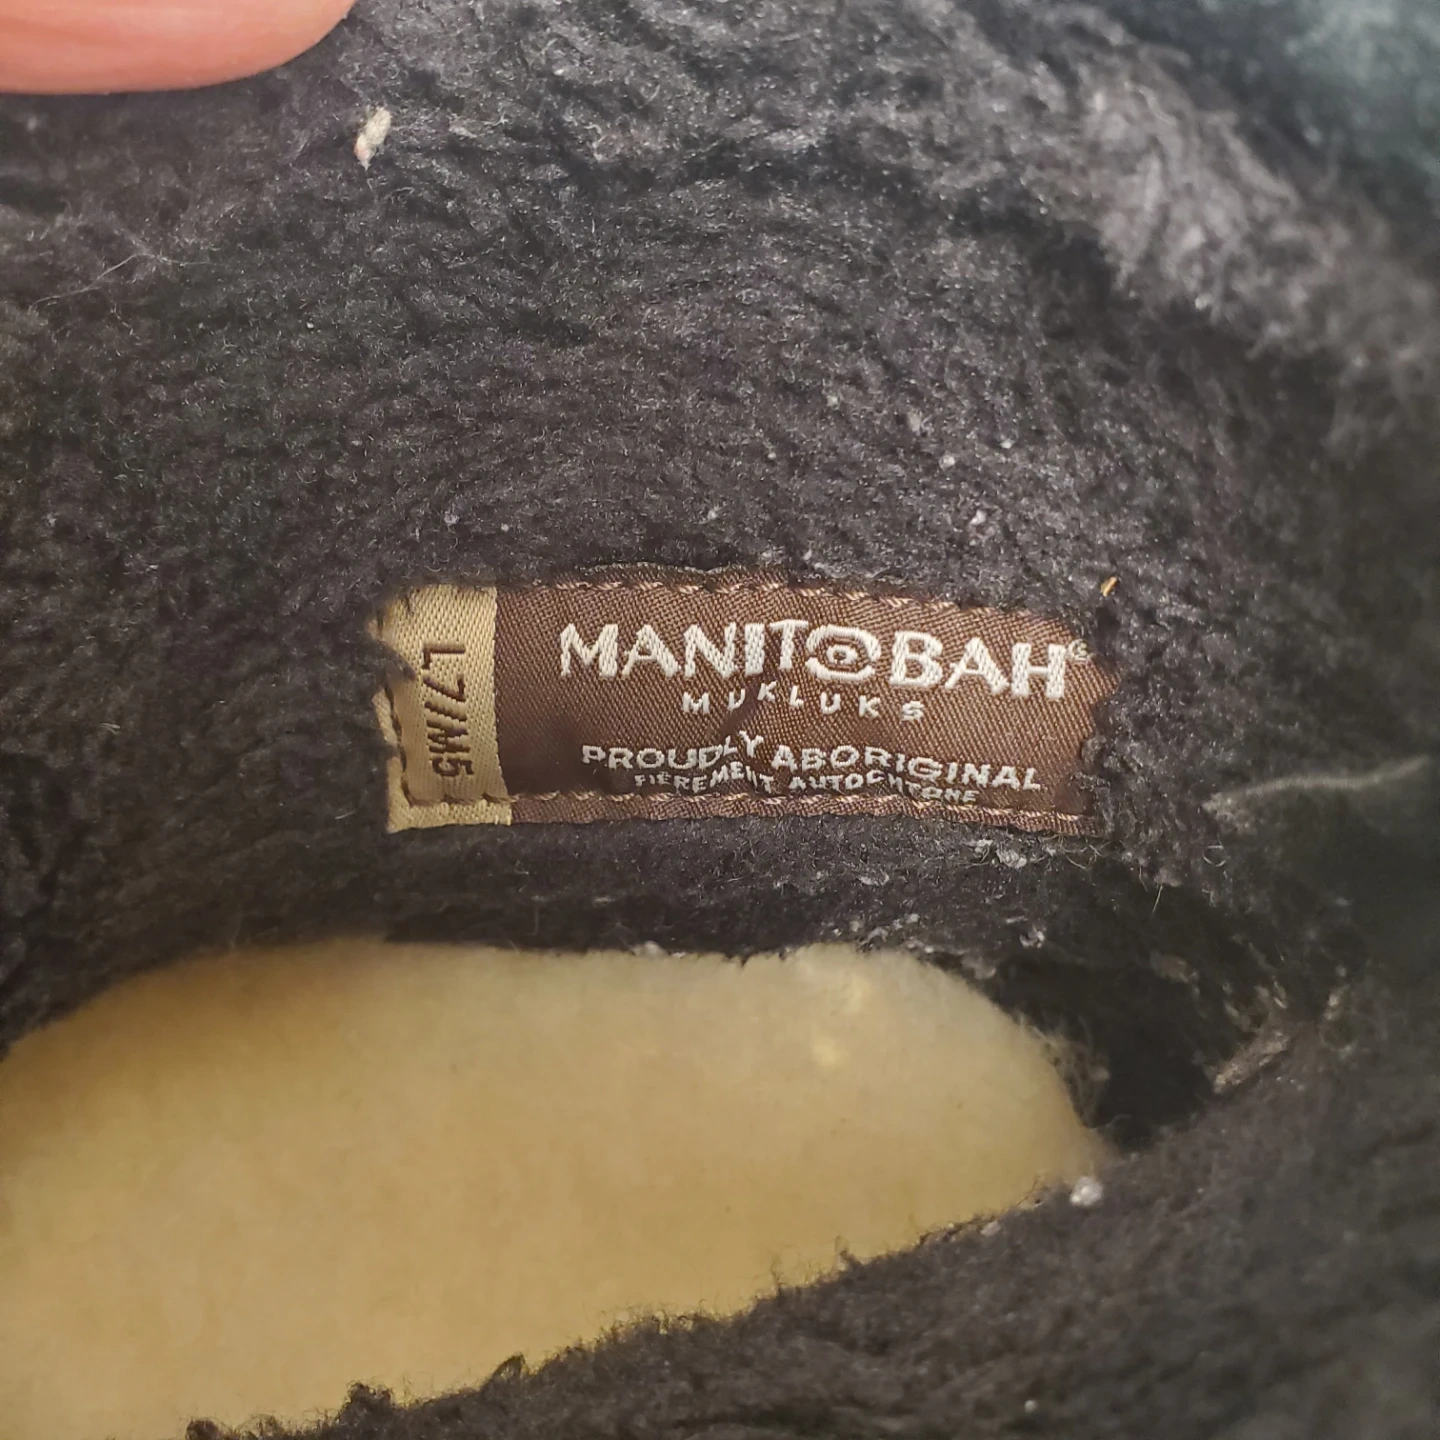 MANITOBAH
MUKLUKS
PROUDLY ABORIGINAL
FIÈREMENT AUTOCHTONE
L7/M5